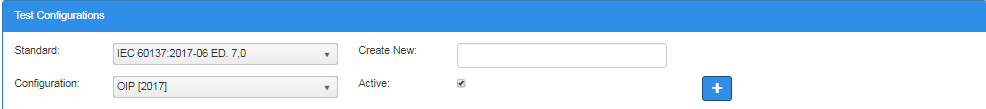 Test Configurations
Standard: IEC 60137:2017-06 ED. 7,0 Create New:
Configuration: OIP [2017] Active:
+